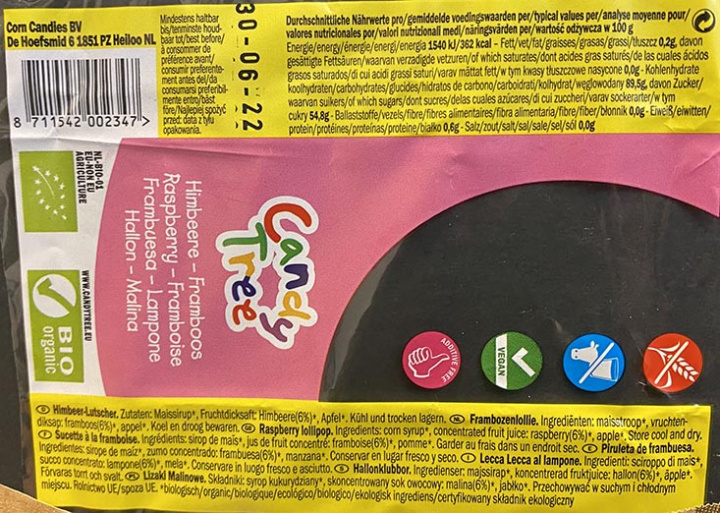 Corn Candies BV
De Hoefsmid 6 1851 PZ Heiloo NL
8 711542 002347 >
Mindestens haltbar
bis/tenminste houd-
baar tot/best before/
à consommer de
préférence avant/
consumir preferente-
ment antes del/da
consumarsi preferibil-
mente entro/bäst
före/Najlepiej spożyć
przed: data z tyłu
opakowania.
30-06-22
Durchschnittliche Nährwerte pro/gemiddelde voedingswaarden per/typical values per/analyse moyenne pour/
valores nutricionales por/valori nutrizionali medi/näringsvärden per/wartość odżywcza w 100 g
Energie/energy/énergie/energi/energia 1540 kJ/362 kcal - Fett/vet/fat/graisses/grasas/grassi/tłuszcz 0,2g, davon
gesättigte Fettsäuren/waarvan verzadigde vetzuren/of which saturates/dont acides gras saturés/de las cuales ácidos
grasos saturados/di cui acidi grassi saturi/varav mättat fett/w tym kwasy tłuszczowe nasycone 0,0g - Kohlenhydrate
koolhydraten/carbohydrates/glucides/hidratos de carbono/carboidrati/kolhydrat/węglowodany 89,5g, davon Zucker/
waarvan suikers/of which sugars/dont sucres/delas cuales azúcares/di cui zuccheri/varav sockerarter/w tym
cukry 54,8g - Ballaststoffe/vezels/fibre/fibres alimentaires/fibra alimentaria/fibre/fiber/błonnik 0,0g - Eiweiß/eiwitten/
protein/protéines/proteínas/proteine/białko 0,6g - Salz/zout/salt/sal/sale/sel/sól 0,0g
NL-BIO-01
EU-NON EU
AGRICULTURE
WWW.CANDYTREE.EU
BIO
organic
Himbeere - Framboos
Raspberry - Framboise
Frambuesa - Lampone
Hallon - Malina
Candy
Tree
ADDITIVE FREE
VEGAN
Himbeer-Lutscher. Zutaten: Maissirup*, Fruchtdicksaft: Himbeere(6%)*, Apfel*. Kühl und trocken lagern. Frambozenlollie. Ingrediënten: maisstroop*, vruchten-
diksap: framboos(6%)*, appel*. Koel en droog bewaren. Raspberry lollipop. Ingredients: corn syrup*, concentrated fruit juice: raspberry(6%)*, apple*. Store cool and dry.
Sucette à la framboise. Ingrédients: sirop de maïs*, jus de fruit concentré: framboise(6%)*, pomme*. Garder au frais dans un endroit sec. Piruleta de frambuesa.
Ingredientes: sirope de maíz*, zumo concentrado: frambuesa(6%)*, manzana*. Conservar en lugar fresco y seco. Lecca Lecca al lampone. Ingredienti: sciroppo di mais*,
succo concentrato: lampone(6%)*, mela*. Conservare in luogo fresco e asciutto. Hallonklubbor. Ingredienser: majssirap*, koncentrerad fruktjuice: hallon(6%)*, äpple*.
Förvaras torrt och svalt. Lizaki Malinowe. Składniki: syrop kukurydziany*, skoncentrowany sok owocowy: malina(6%)*, jabłko*. Przechowywać w suchym i chłodnym
miejscu. Rolnictwo UE/spoza UE. *biologisch/organic/biologique/ecológico/biologico/ekologisk ingrediens/certyfikowany składnik ekologiczny